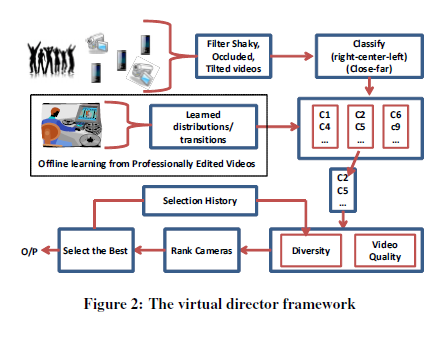 Filter Shaky,
Occluded,
Tilted videos
Classify
(right-center-left)
(Close-far)
Learned
distributions/
transitions
Offline learning from Professionally Edited Videos
C1
C4
...
C2
C5
...
C6
c9
...
C2
C5
...
Selection History
O/P
Select the Best
Rank Cameras
Diversity
Video
Quality
Figure 2: The virtual director framework